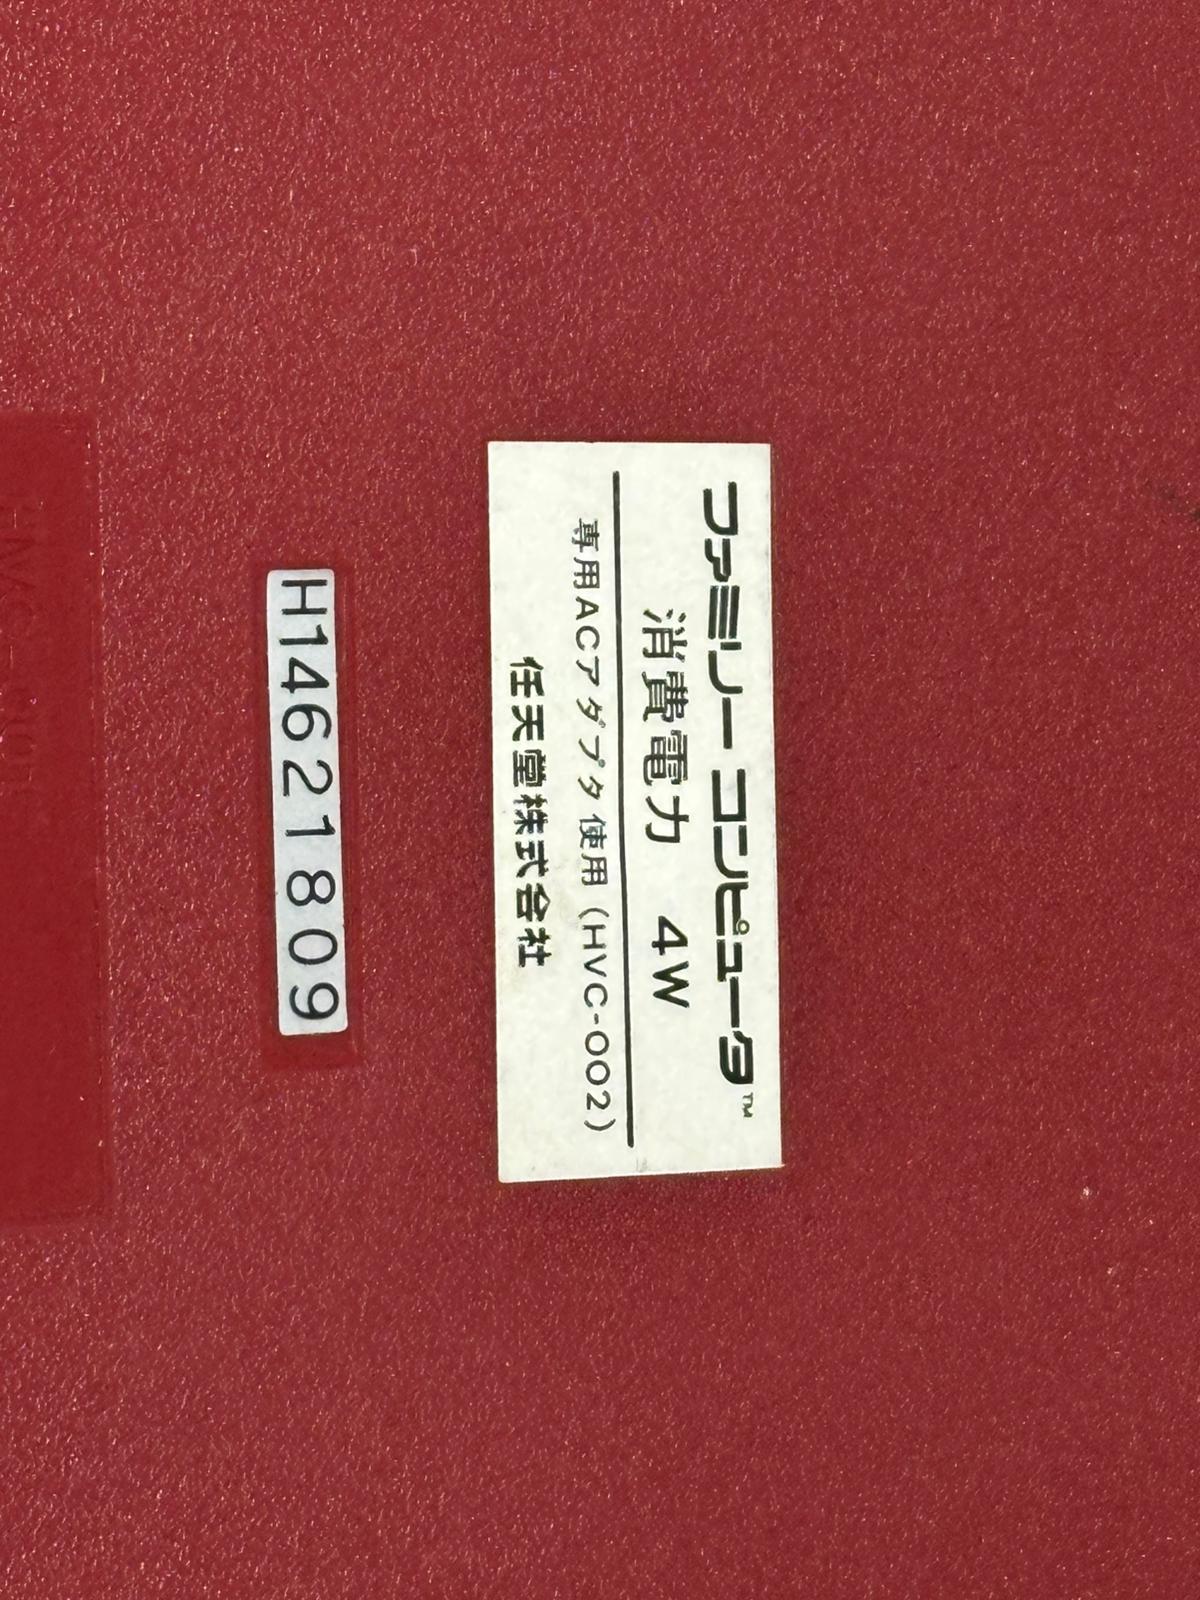 ファミリー コンピュータ™
消費電力 4W
専用ACアダプタ使用(HVC-002)
任天堂株式会社
H14621809